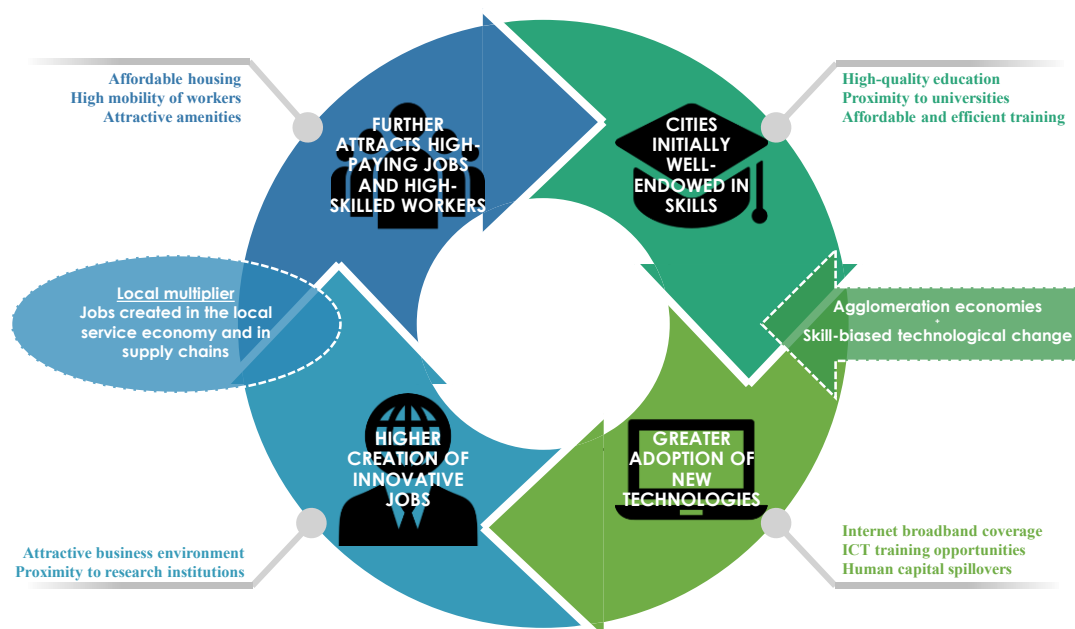 Affordable housing
High mobility of workers
Attractive amenities
FURTHER
ATTRACTS HIGH-
PAYING JOBS
AND HIGH-
SKILLED WORKERS
CITIES
INITIALLY
WELL-
ENDOWED IN
SKILLS
High-quality education
Proximity to universities
Affordable and efficient training
Local multiplier
Jobs created in the local
service economy and in
supply chains
Agglomeration economies
+
Skill-biased technological change
HIGHER
CREATION OF
INNOVATIVE
JOBS
GREATER
ADOPTION OF
NEW
TECHNOLOGIES
Attractive business environment
Proximity to research institutions
Internet broadband coverage
ICT training opportunities
Human capital spillovers